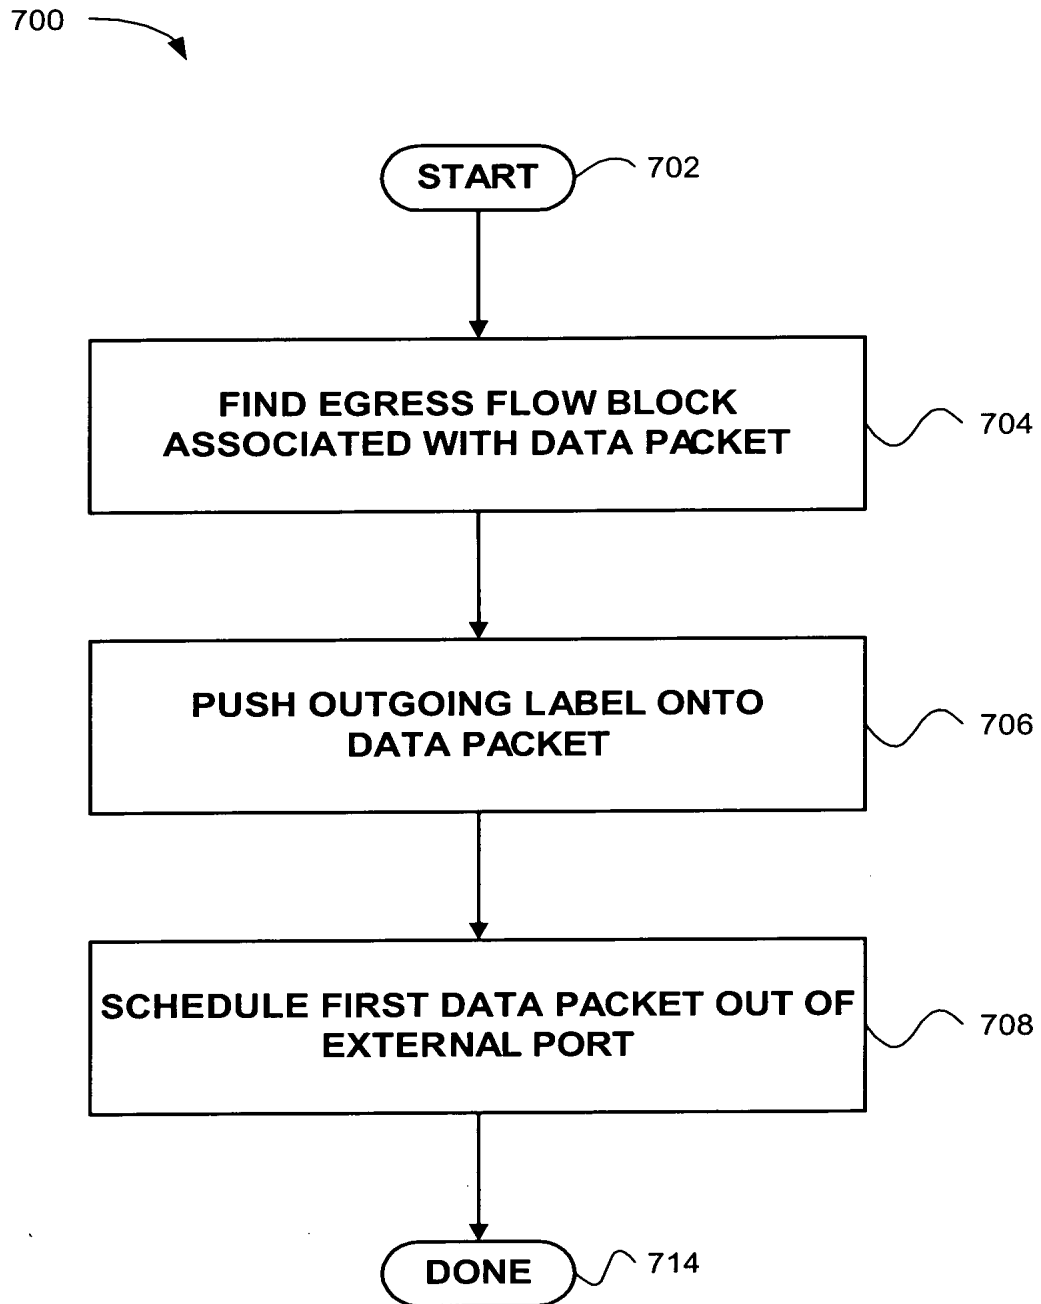 700
START
702
FIND EGRESS FLOW BLOCK
ASSOCIATED WITH DATA PACKET
704
PUSH OUTGOING LABEL ONTO
DATA PACKET
706
SCHEDULE FIRST DATA PACKET OUT OF
EXTERNAL PORT
708
DONE
714